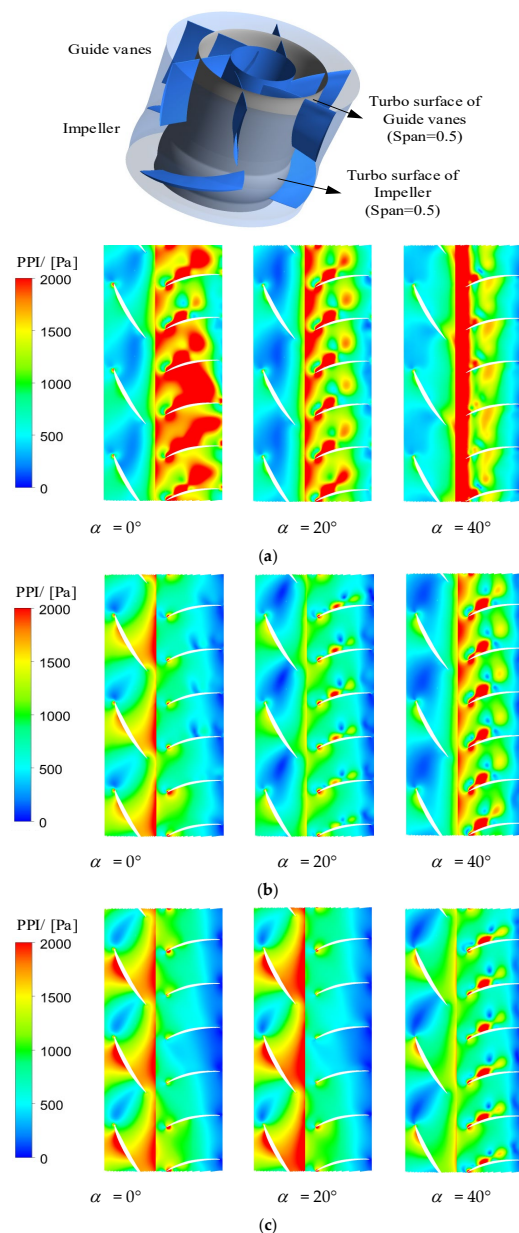 Guide vanes
Impeller
Turbo surface of
Guide vanes
(Span=0.5)
Turbo surface of
Impeller
(Span=0.5)
PPI/ [Pa]
2000
1500
1000
500
0
α = 0°
α = 20°
α = 40°
(a)
PPI/ [Pa]
2000
1500
1000
500
0
α = 0°
α = 20°
α = 40°
(b)
PPI/ [Pa]
2000
1500
1000
500
0
α = 0°
α = 20°
α = 40°
(c)